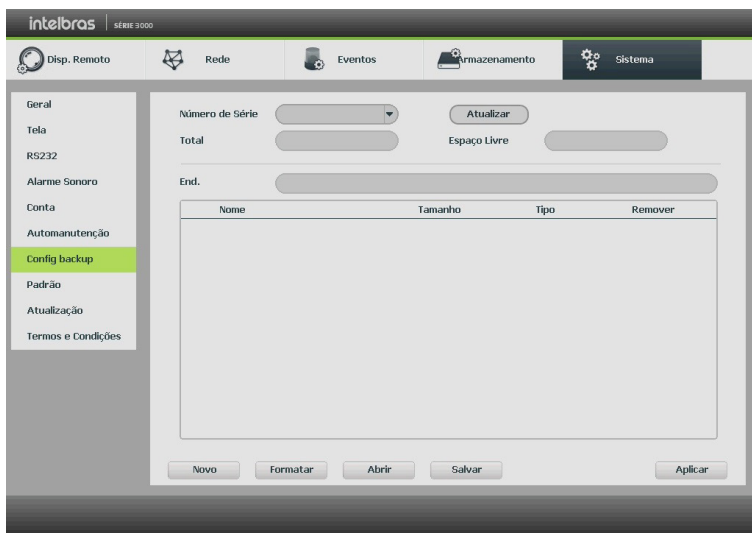 intelbras SÉRIE 3000
Disp. Remoto Rede Eventos Armazenamento Sistema
Geral
Tela
RS232
Alarme Sonoro
Conta
Automanutenção
Config backup
Padrão
Atualização
Termos e Condições
Número de Série Atualizar
Total Espaço Livre
End.
Nome Tamanho Tipo Remover
Novo Formatar Abrir Salvar Aplicar